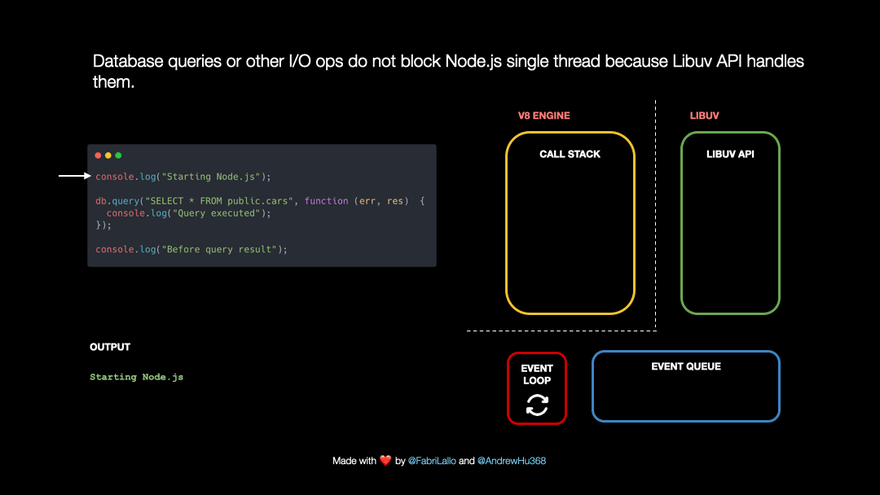 Database queries or other I/O ops do not block Node.js single thread because Libuv API handles
them.
V8 ENGINE
LIBUV
CALL STACK
LIBUV API
console.log("Starting Node.js");
db.query("SELECT * FROM public.cars", function (err, res)  {
  console.log("Query executed");
});
console.log("Before query result");
OUTPUT
Starting Node.js
EVENT
LOOP
EVENT QUEUE
Made with ❤️ by @FabriLallo and @AndrewHu368